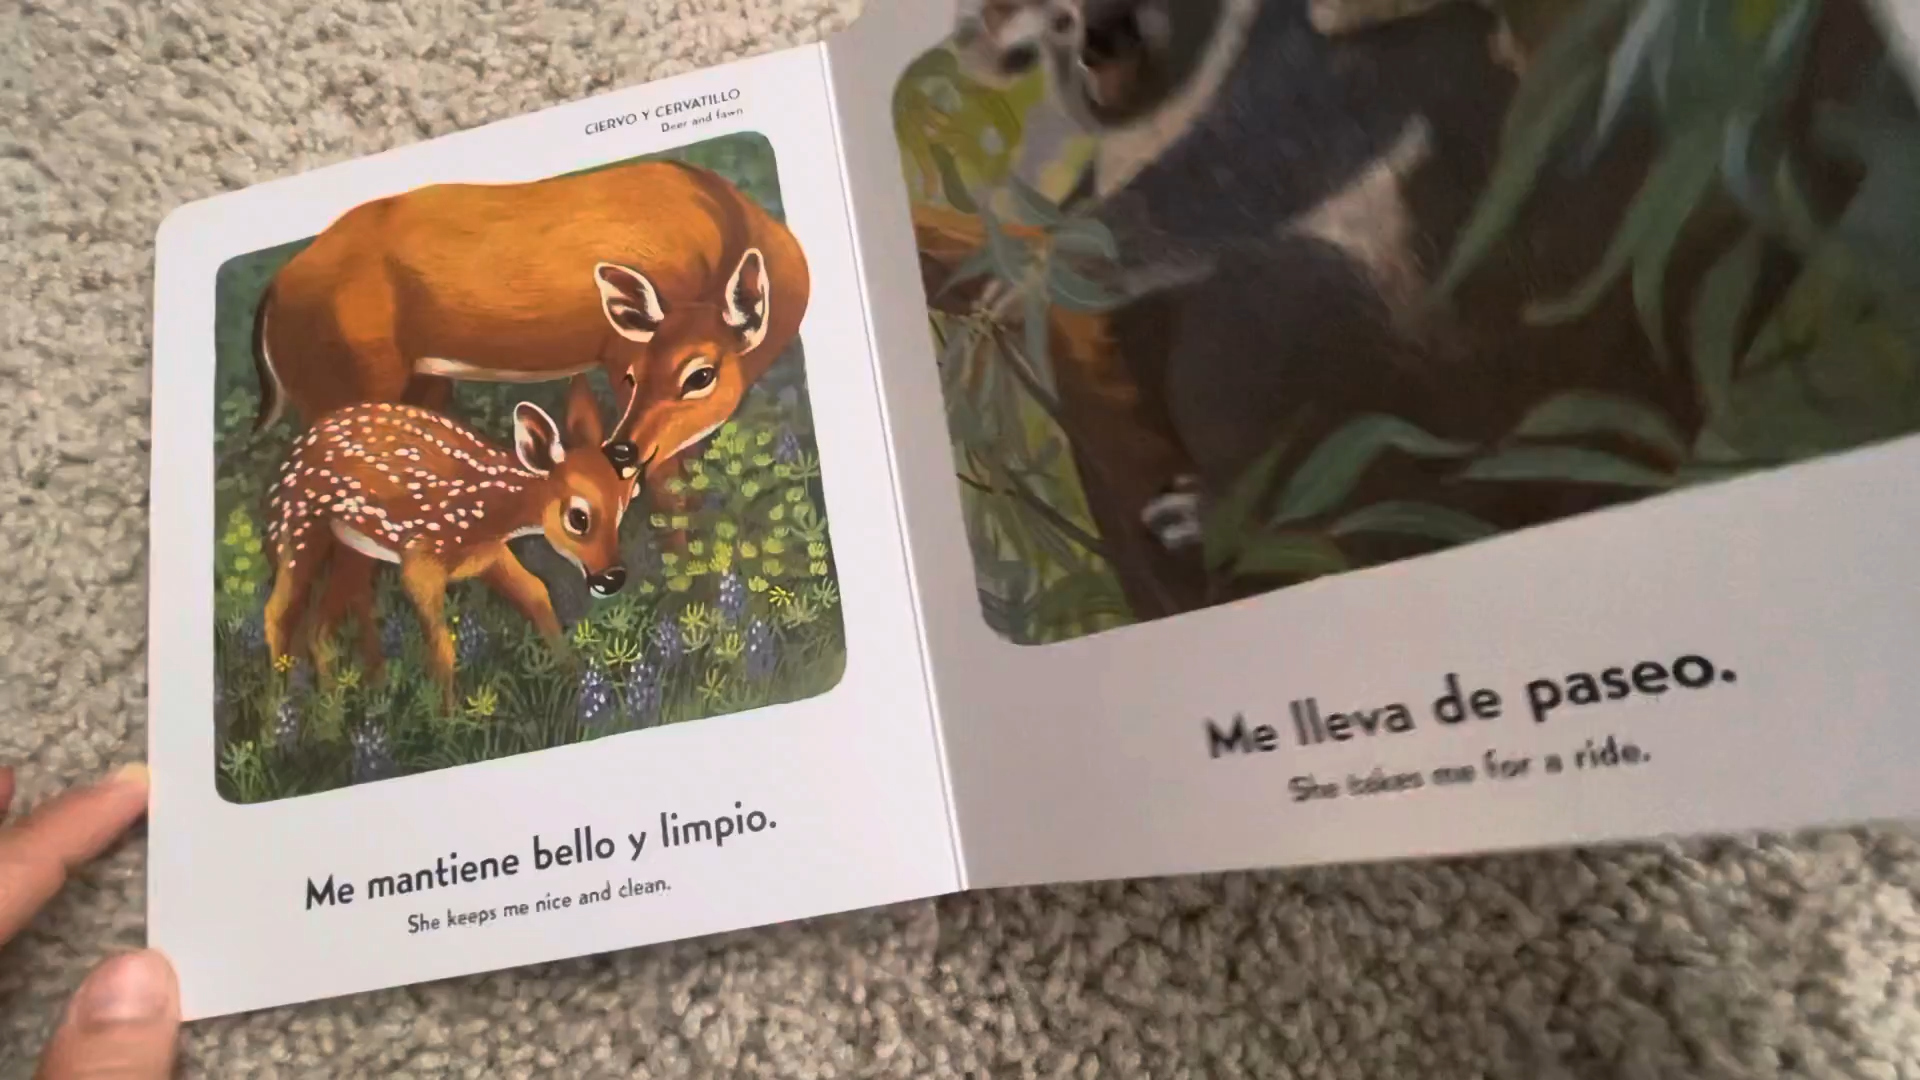 CIERVO Y CERVATILLO
Deer and fawn
Me mantiene bello y limpio.
She keeps me nice and clean.
Me lleva de paseo.
She takes me for a ride.